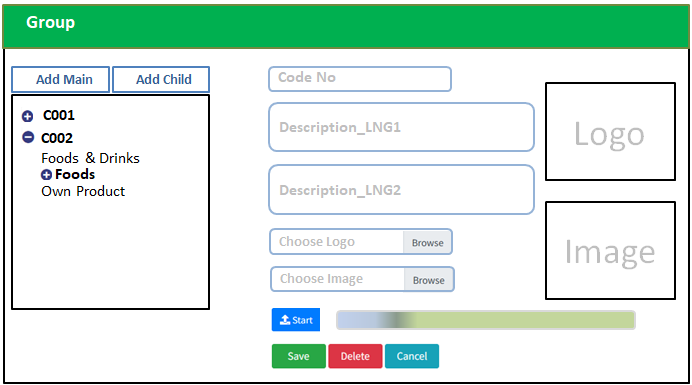 Group
Add Main
Add Child
C001
C002
Foods & Drinks
Foods
Own Product
Code No
Description_LNG1
Description_LNG2
Choose Logo
Browse
Choose Image
Browse
Start
Save
Delete
Cancel
Logo
Image